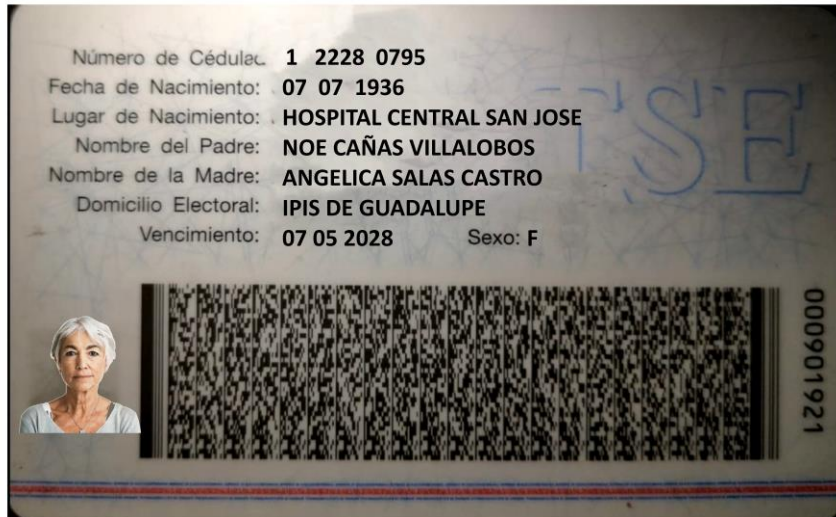 Número de Cédula: 1 2228 0795
Fecha de Nacimiento: 07 07 1936
Lugar de Nacimiento: HOSPITAL CENTRAL SAN JOSE
Nombre del Padre: NOE CAÑAS VILLALOBOS
Nombre de la Madre: ANGELICA SALAS CASTRO
Domicilio Electoral: IPIS DE GUADALUPE
Vencimiento: 07 05 2028 Sexo: F
TSE
000901921